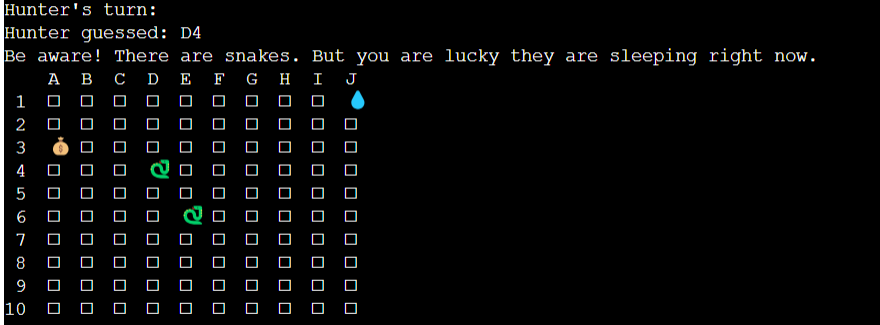 Hunter's turn:
Hunter guessed: D4
Be aware! There are snakes. But you are lucky they are sleeping right now.
A B C D E F G H I J
1 □ □ □ □ □ □ □ □ □ 💧
2 □ □ □ □ □ □ □ □ □ □
3 💰 □ □ □ □ □ □ □ □ □
4 □ □ □ 🐍 □ □ □ □ □ □
5 □ □ □ □ □ □ □ □ □ □
6 □ □ □ □ 🐍 □ □ □ □ □
7 □ □ □ □ □ □ □ □ □ □
8 □ □ □ □ □ □ □ □ □ □
9 □ □ □ □ □ □ □ □ □ □
10 □ □ □ □ □ □ □ □ □ □